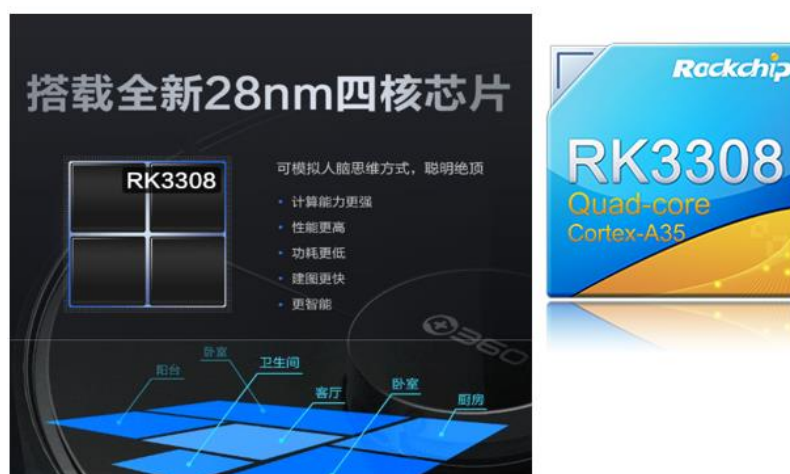 搭载全新28nm四核芯片
RK3308
可模拟人脑思维方式，聪明绝顶
· 计算能力更强
· 性能更高
· 功耗更低
· 建图更快
· 更智能
360
阳台
卧室
卫生间
客厅
卧室
厨房
Rockchip
RK3308
Quad-core
Cortex-A35